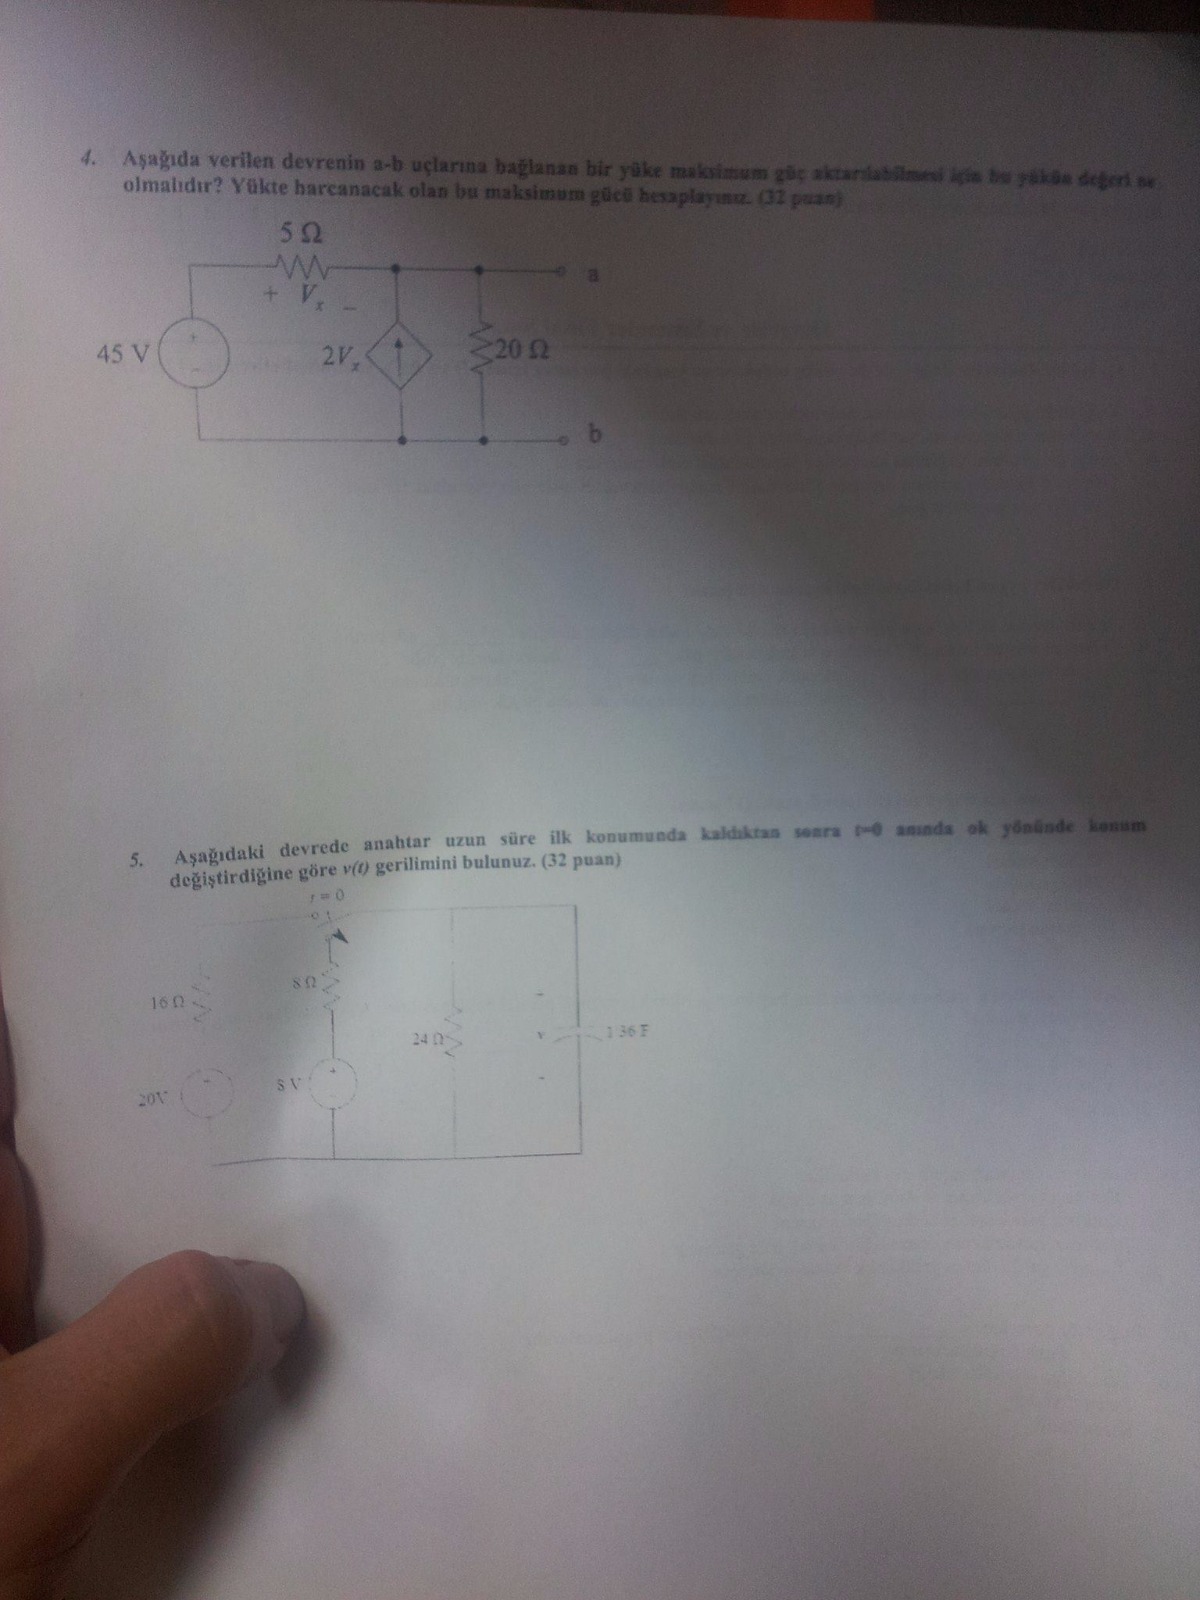 4. Aşağıda verilen devrenin a-b uçlarına bağlanan bir yüke maksimum güç aktarılabilmesi için bu yükün değeri ne
olmalıdır? Yükte harcanacak olan bu maksimum gücü hesaplayınız. (32 puan)
5 Ω
a
+ Vx −
45 V
+
-
2Vx
20 Ω
b
5. Aşağıdaki devrede anahtar uzun süre ilk konumunda kaldıktan sonra t=0 anında ok yönünde konum
değiştirdiğine göre v(t) gerilimini bulunuz. (32 puan)
t = 0
8 Ω
16 Ω
24 Ω
v
1 36 F
8 V
+
20V